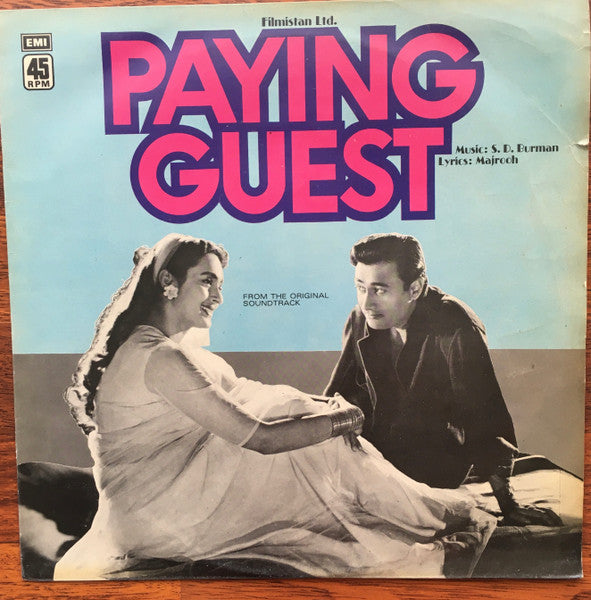 Filmistan Ltd.
EMI
45
RPM
PAYING
GUEST
Music: S. D. Burman
Lyrics: Majrooh
FROM THE ORIGINAL
SOUNDTRACK